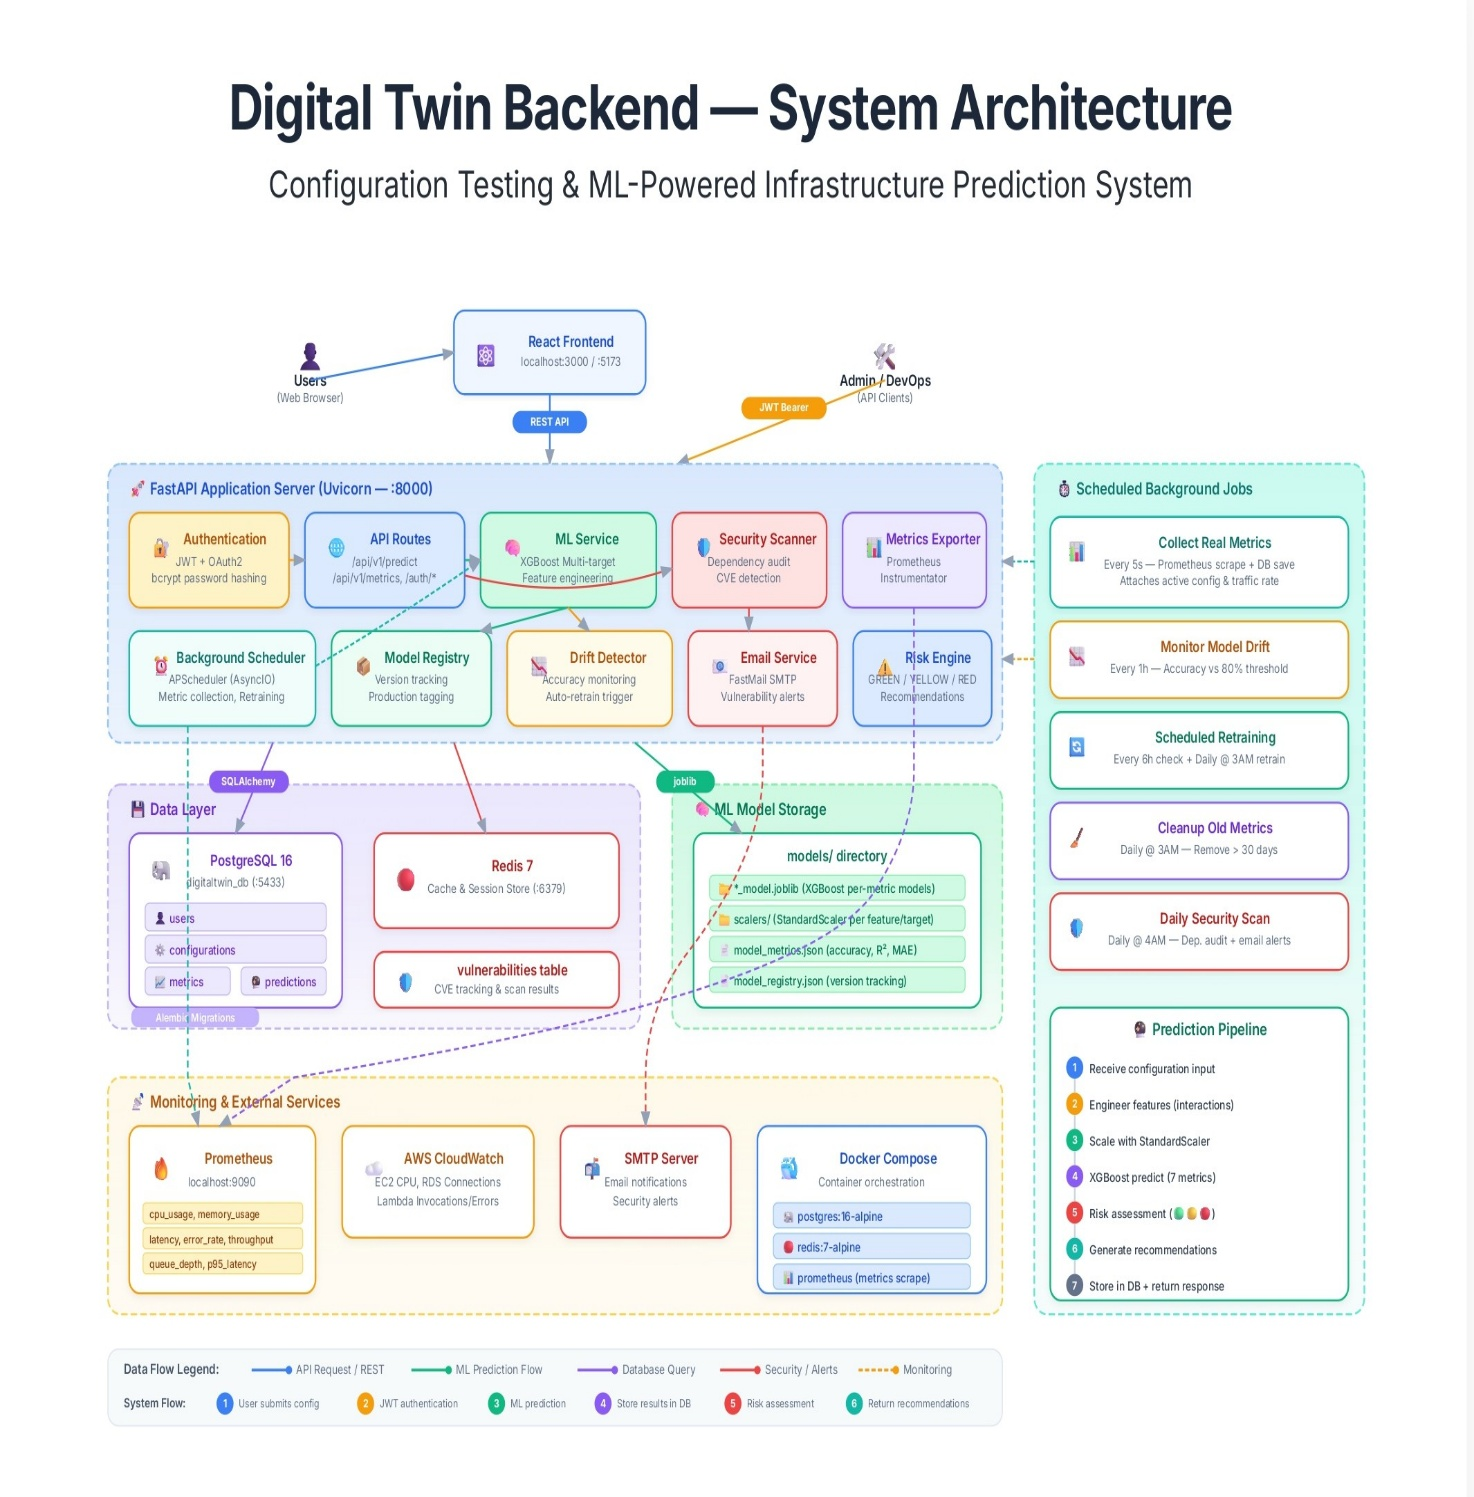 Digital Twin Backend — System Architecture
Configuration Testing & ML-Powered Infrastructure Prediction System
React Frontend
localhost:3000 / :5173
Users
(Web Browser)
Admin / DevOps
(API Clients)
REST API
JWT Bearer
FastAPI Application Server (Uvicorn — :8000)
Authentication
JWT + OAuth2
bcrypt password hashing
API Routes
/api/v1/predict
/api/v1/metrics, /auth/*
ML Service
XGBoost Multi-target
Feature engineering
Security Scanner
Dependency audit
CVE detection
Metrics Exporter
Prometheus
Instrumentator
Background Scheduler
APScheduler (AsyncIO)
Metric collection, Retraining
Model Registry
Version tracking
Production tagging
Drift Detector
Accuracy monitoring
Auto-retrain trigger
Email Service
FastMail SMTP
Vulnerability alerts
Risk Engine
GREEN / YELLOW / RED
Recommendations
SQLAlchemy
joblib
Data Layer
PostgreSQL 16
digitaltwin_db (:5433)
users
configurations
metrics
predictions
Alembic Migrations
Redis 7
Cache & Session Store (:6379)
vulnerabilities table
CVE tracking & scan results
ML Model Storage
models/ directory
*_model.joblib (XGBoost per-metric models)
scalers/ (StandardScaler per feature/target)
model_metrics.json (accuracy, R², MAE)
model_registry.json (version tracking)
Monitoring & External Services
Prometheus
localhost:9090
cpu_usage, memory_usage
latency, error_rate, throughput
queue_depth, p95_latency
AWS CloudWatch
EC2 CPU, RDS Connections
Lambda Invocations/Errors
SMTP Server
Email notifications
Security alerts
Docker Compose
Container orchestration
postgres:16-alpine
redis:7-alpine
prometheus (metrics scrape)
Scheduled Background Jobs
Collect Real Metrics
Every 5s — Prometheus scrape + DB save
Attaches active config & traffic rate
Monitor Model Drift
Every 1h — Accuracy vs 80% threshold
Scheduled Retraining
Every 6h check + Daily @ 3AM retrain
Cleanup Old Metrics
Daily @ 3AM — Remove > 30 days
Daily Security Scan
Daily @ 4AM — Dep. audit + email alerts
Prediction Pipeline
1 Receive configuration input
2 Engineer features (interactions)
3 Scale with StandardScaler
4 XGBoost predict (7 metrics)
5 Risk assessment (🟢🟡🔴)
6 Generate recommendations
7 Store in DB + return response
Data Flow Legend: API Request / REST ML Prediction Flow Database Query Security / Alerts Monitoring
System Flow: 1 User submits config 2 JWT authentication 3 ML prediction 4 Store results in DB 5 Risk assessment 6 Return recommendations